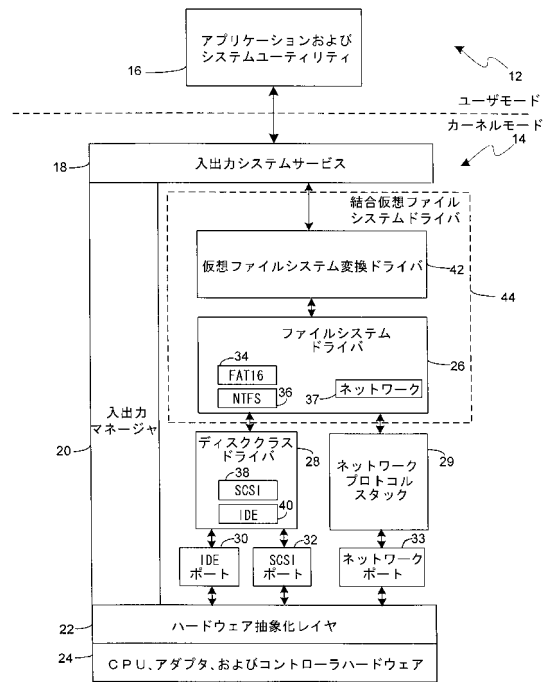 アプリケーションおよび
システムユーティリティ
16
12
ユーザモード
カーネルモード
14
18
入出力システムサービス
結合仮想ファイル
システムドライバ
仮想ファイルシステム変換ドライバ
42
44
ファイルシステム
ドライバ
34
26
FAT16
36
NTFS
37
ネットワーク
入出力
マネージャ
20
ディスククラス
ドライバ
28
38
SCSI
40
IDE
ネットワーク
プロトコル
スタック
29
30
32
33
IDE
ポート
SCSI
ポート
ネットワーク
ポート
22
ハードウェア抽象化レイヤ
24
CPU、アダプタ、およびコントローラハードウェア